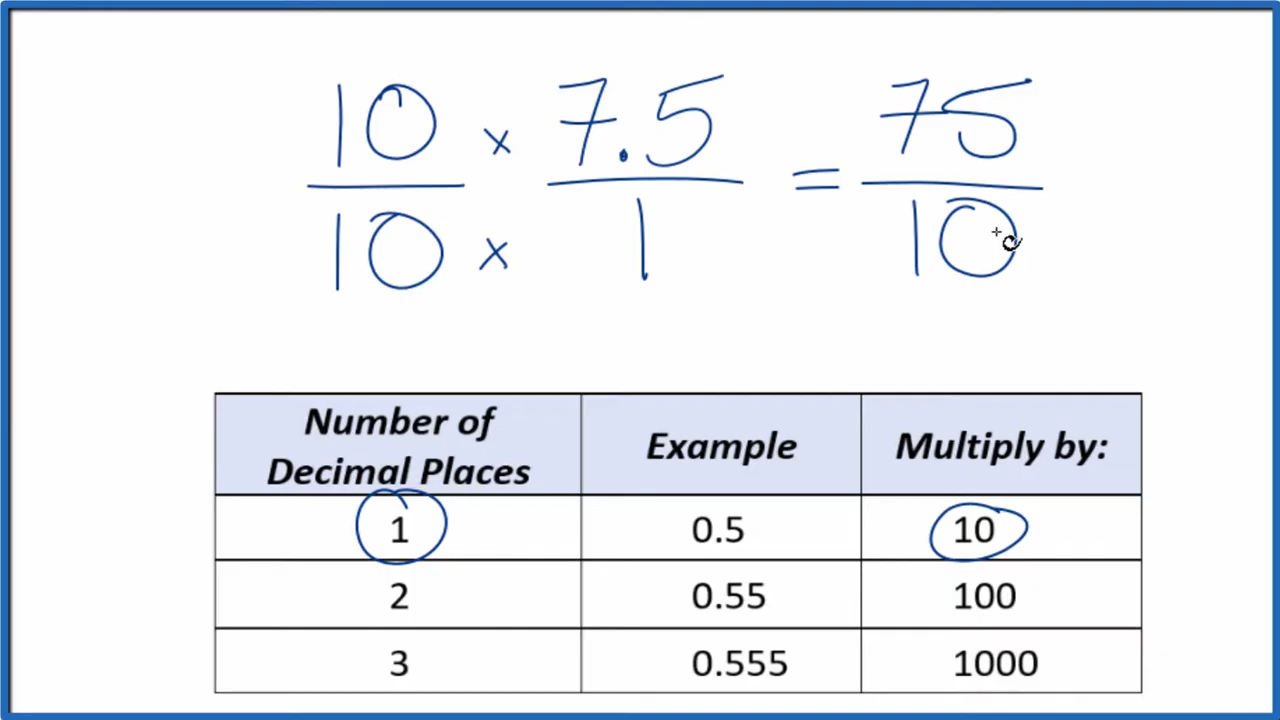 10 × 7.5 = 75
10 × 1 10
Number of Decimal Places Example Multiply by:
1 0.5 10
2 0.55 100
3 0.555 1000